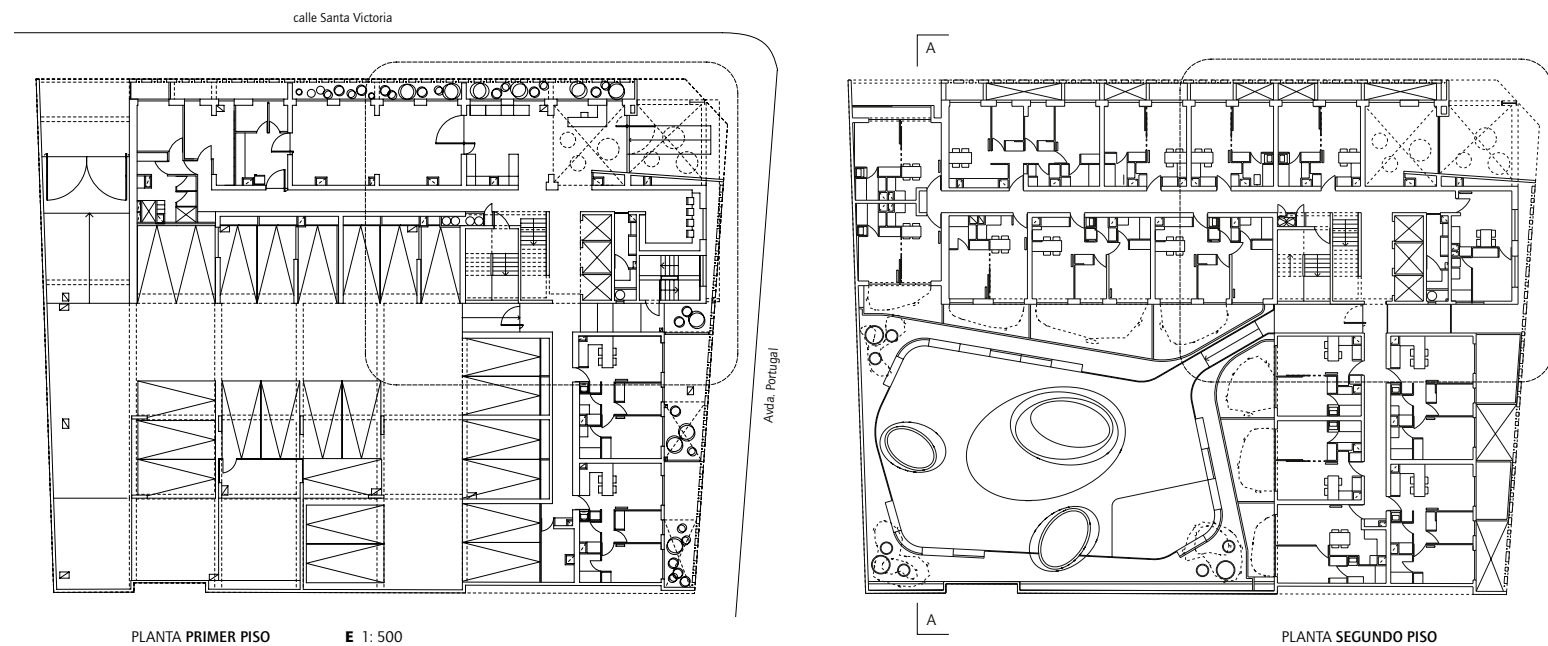 calle Santa Victoria
A
Avda. Portugal
A
PLANTA PRIMER PISO E 1: 500
PLANTA SEGUNDO PISO